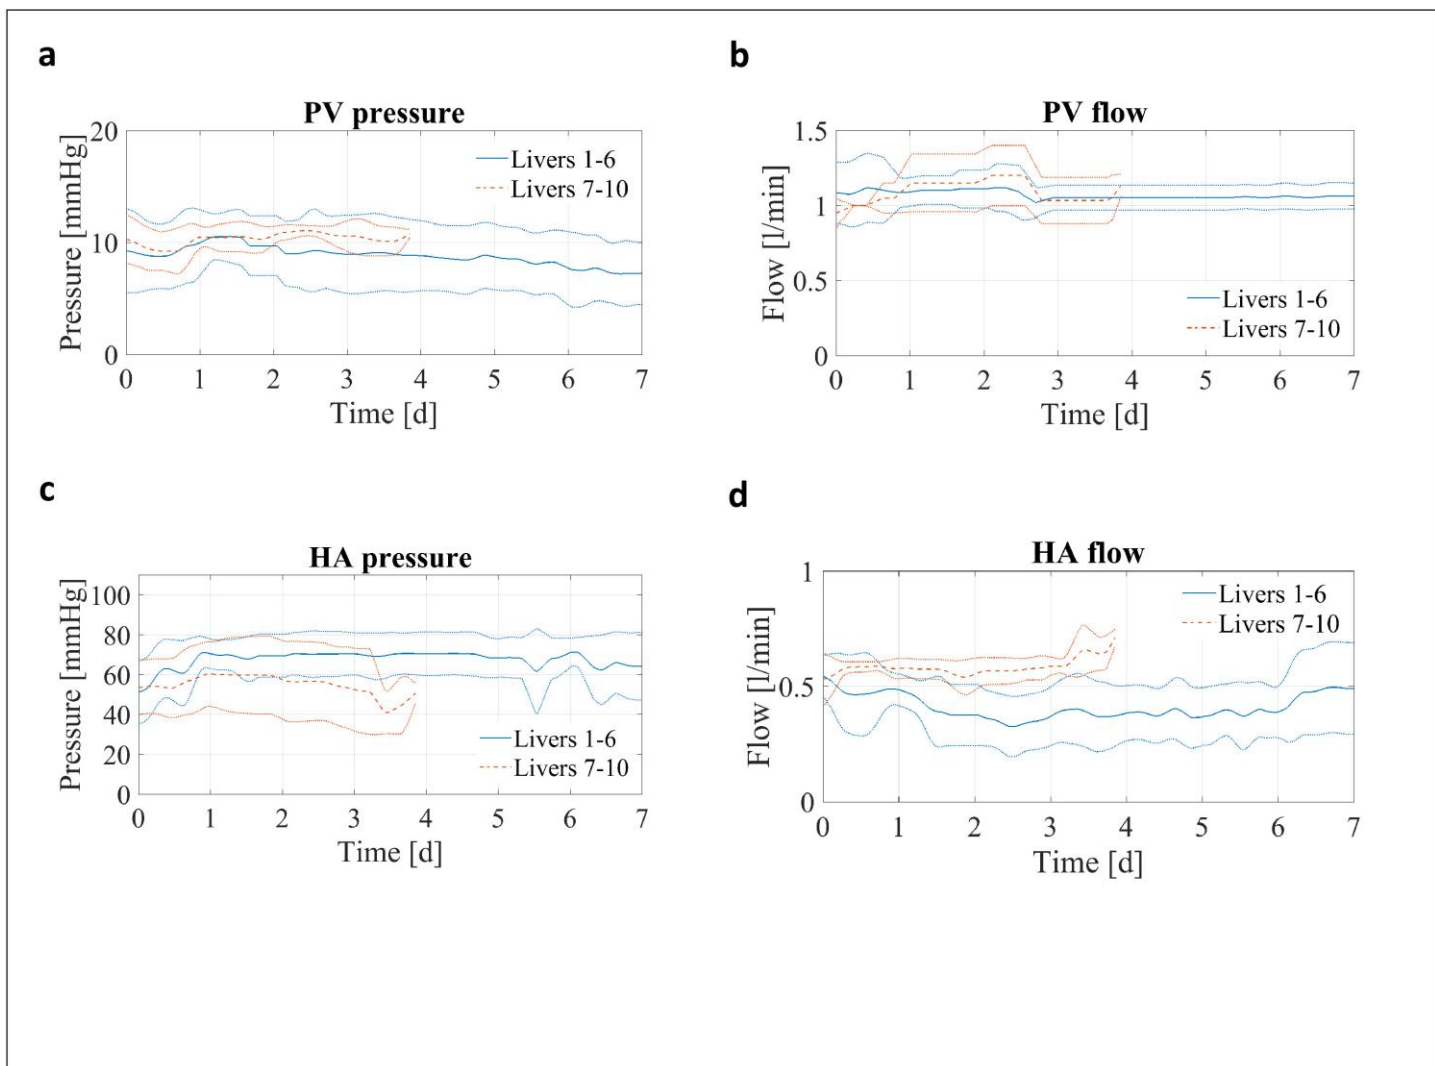 a
PV pressure
Pressure [mmHg]
20
10
0
Livers 1-6
Livers 7-10
0 1 2 3 4 5 6 7
Time [d]
b
PV flow
Flow [l/min]
1.5
1
0.5
0
Livers 1-6
Livers 7-10
0 1 2 3 4 5 6 7
Time [d]
c
HA pressure
Pressure [mmHg]
100
80
60
40
20
0
Livers 1-6
Livers 7-10
0 1 2 3 4 5 6 7
Time [d]
d
HA flow
Flow [l/min]
1
0.5
0
Livers 1-6
Livers 7-10
0 1 2 3 4 5 6 7
Time [d]